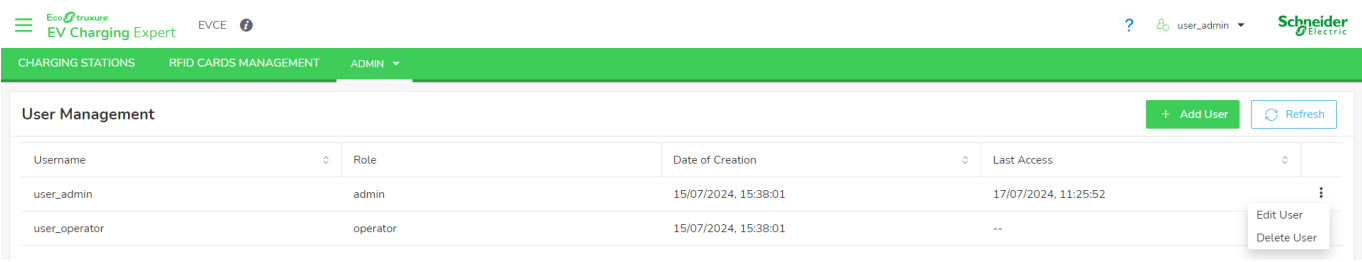 EcoStruxure
EV Charging Expert
EVCE
? user_admin
Schneider
Electric
CHARGING STATIONS RFID CARDS MANAGEMENT ADMIN
User Management
+ Add User
Refresh
Username Role Date of Creation Last Access
user_admin admin 15/07/2024, 15:38:01 17/07/2024, 11:25:52
Edit User
user_operator operator 15/07/2024, 15:38:01 --
Delete User